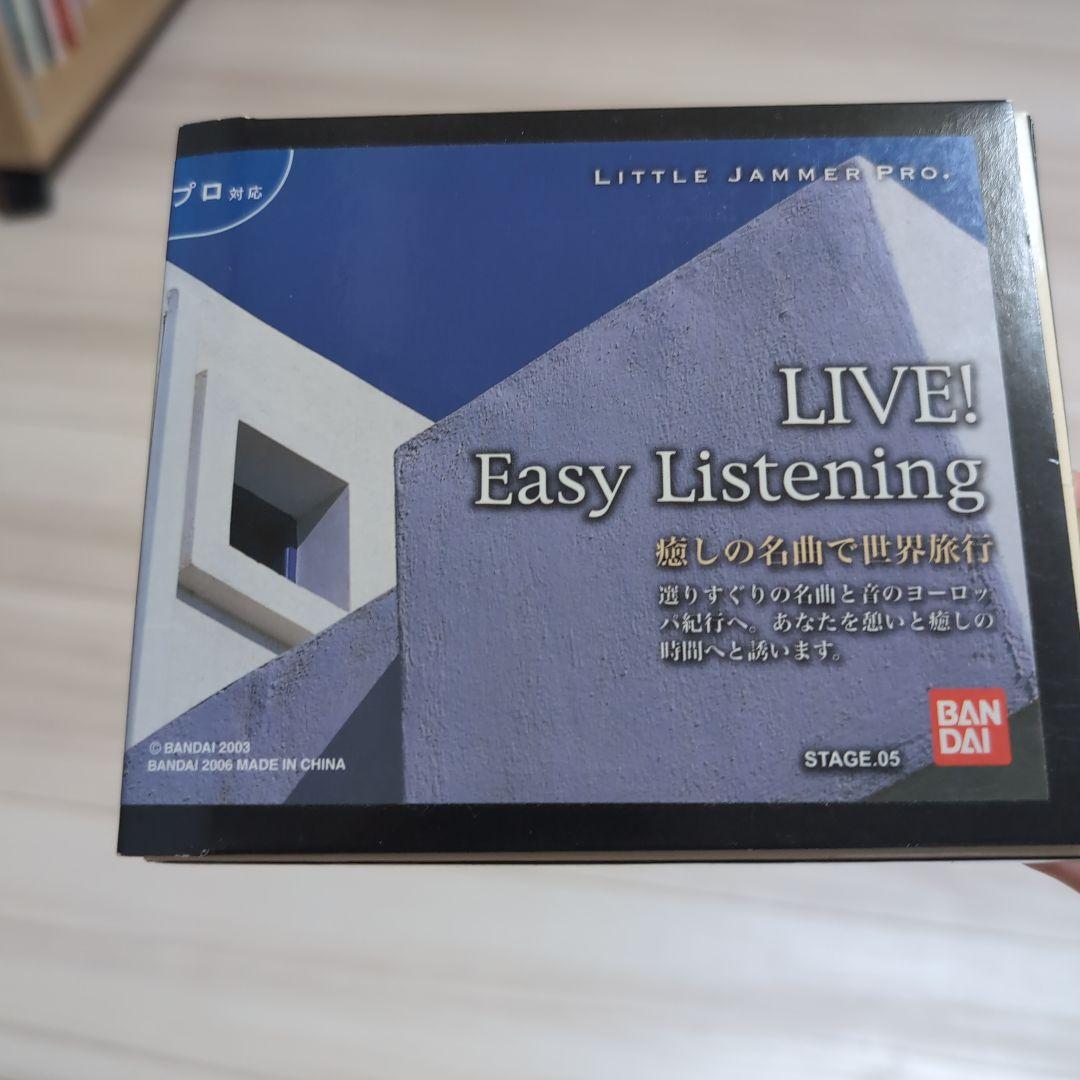 プロ対応
LITTLE JAMMER PRO.
LIVE!
Easy Listening
癒しの名曲で世界旅行
選りすぐりの名曲と音のヨーロッ
パ紀行へ。あなたを憩いと癒しの
時間へと誘います。
© BANDAI 2003
BANDAI 2006 MADE IN CHINA
STAGE.05
BAN
DAI